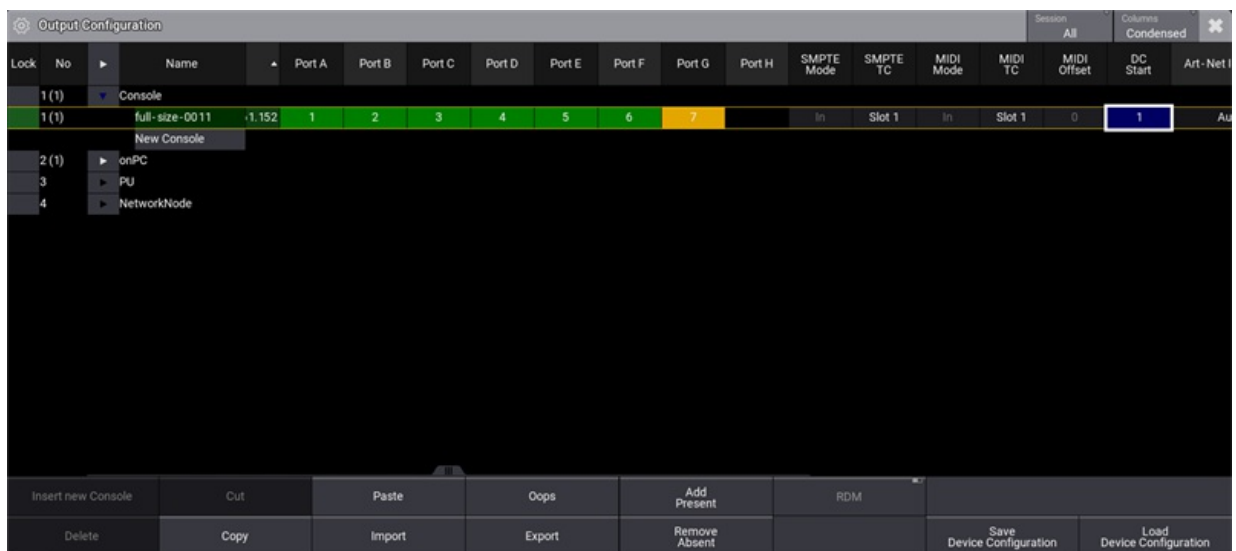 Output Configuration
Session
All
Columns
Condensed
Lock No Name Port A Port B Port C Port D Port E Port F Port G Port H SMPTE Mode SMPTE TC MIDI Mode MIDI TC MIDI Offset DC Start Art-Net I
1 (1) Console
1 (1) full-size-0011 1.152 1 2 3 4 5 6 7 In Slot 1 In Slot 1 0 1 Au
New Console
2 (1) onPC
3 PU
4 NetworkNode
Insert new Console Cut Paste Oops Add Present RDM
Delete Copy Import Export Remove Absent Save Device Configuration Load Device Configuration